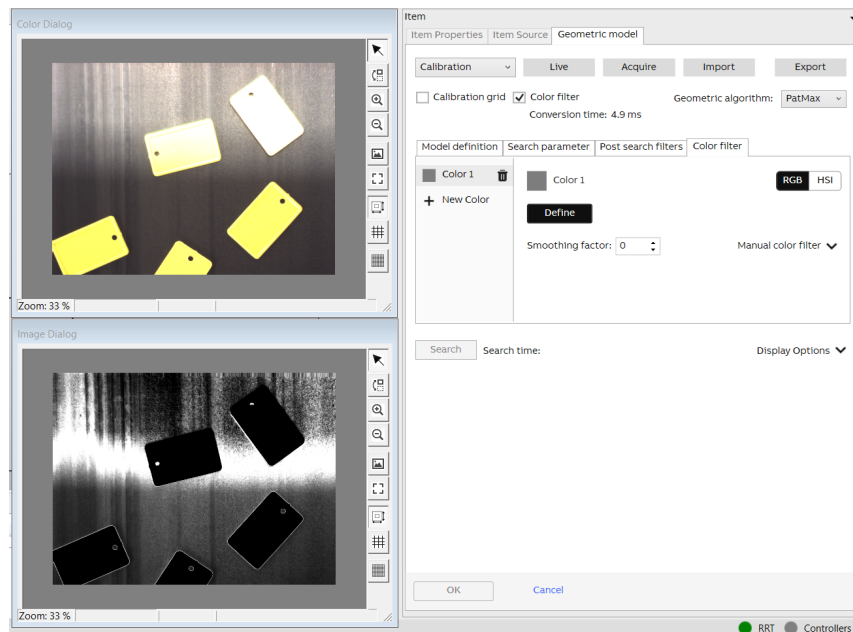 Color Dialog
Zoom: 33 %
Image Dialog
Zoom: 33 %
Item
Item Properties Item Source Geometric model
Calibration Live Acquire Import Export
Calibration grid Color filter Geometric algorithm: PatMax
Conversion time: 4.9 ms
Model definition Search parameter Post search filters Color filter
Color 1 Color 1 RGB HSI
New Color
Define
Smoothing factor: 0 Manual color filter
Search Search time: Display Options
OK Cancel
RRT Controllers